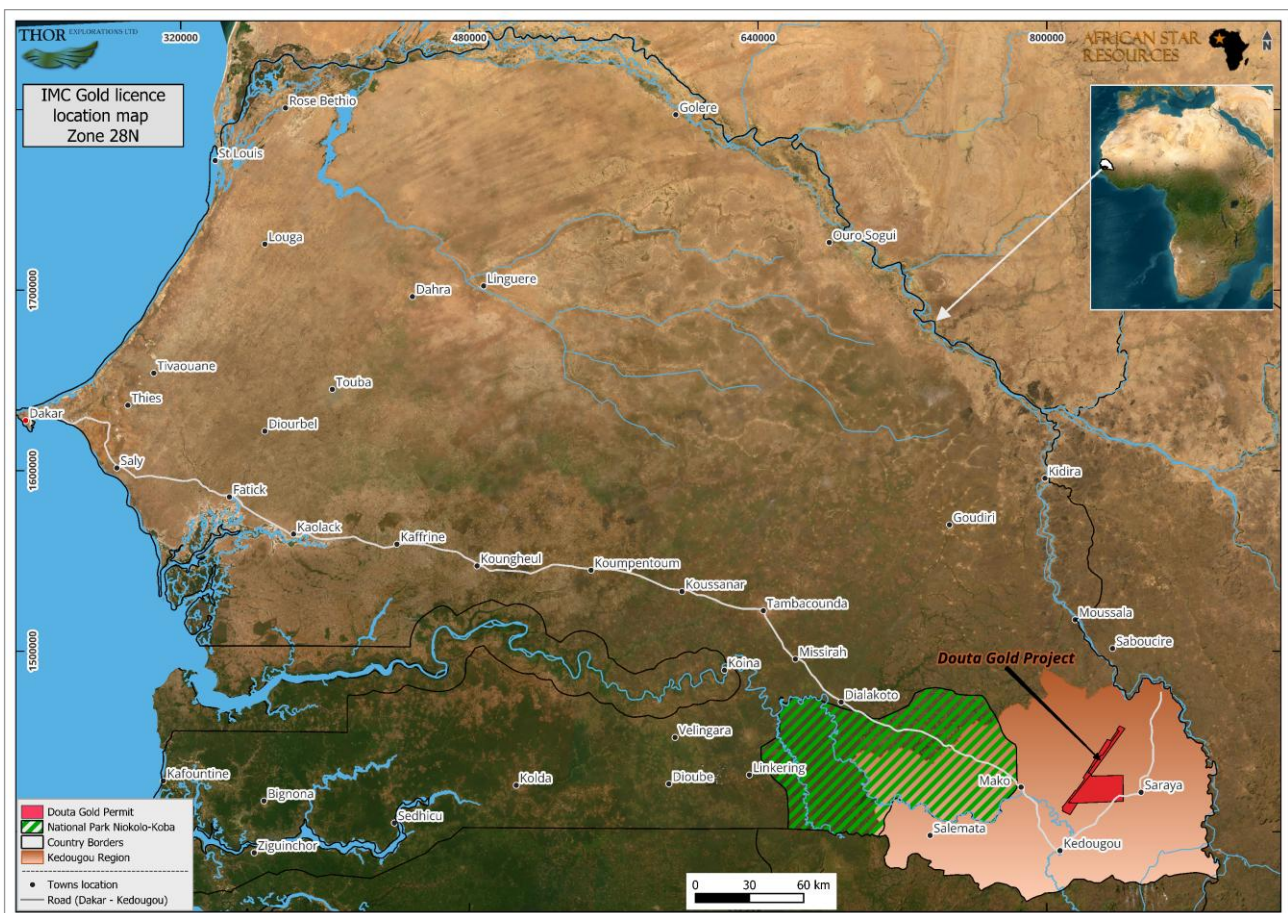 THOR EXPLORATIONS LTD
320000
480000
640000
800000
AFRICAN STAR
RESOURCES
N
IMC Gold licence
location map
Zone 28N
Rose Bethio
Golere
St Louis
Louga
Ouro Sogui
Linguere
Dahra
1700000
Tivaouane
Touba
Thies
Dakar
Diourbel
Saly
1600000
Kidira
Fatick
Goudiri
Kaolack
Kaffrine
Koungheul
Koumpentoum
Koussanar
Tambacounda
Moussala
Saboucire
1500000
Missirah
Koina
Douta Gold Project
Dialakoto
Velingara
Linkering
Kafountine
Kolda
Dioube
Mako
Saraya
Bignona
Sedhicu
Salemata
Ziguinchor
Kedougou
Douta Gold Permit
National Park Niokolo-Koba
Country Borders
Kedougou Region
Towns location
Road (Dakar - Kedougou)
0 30 60 km